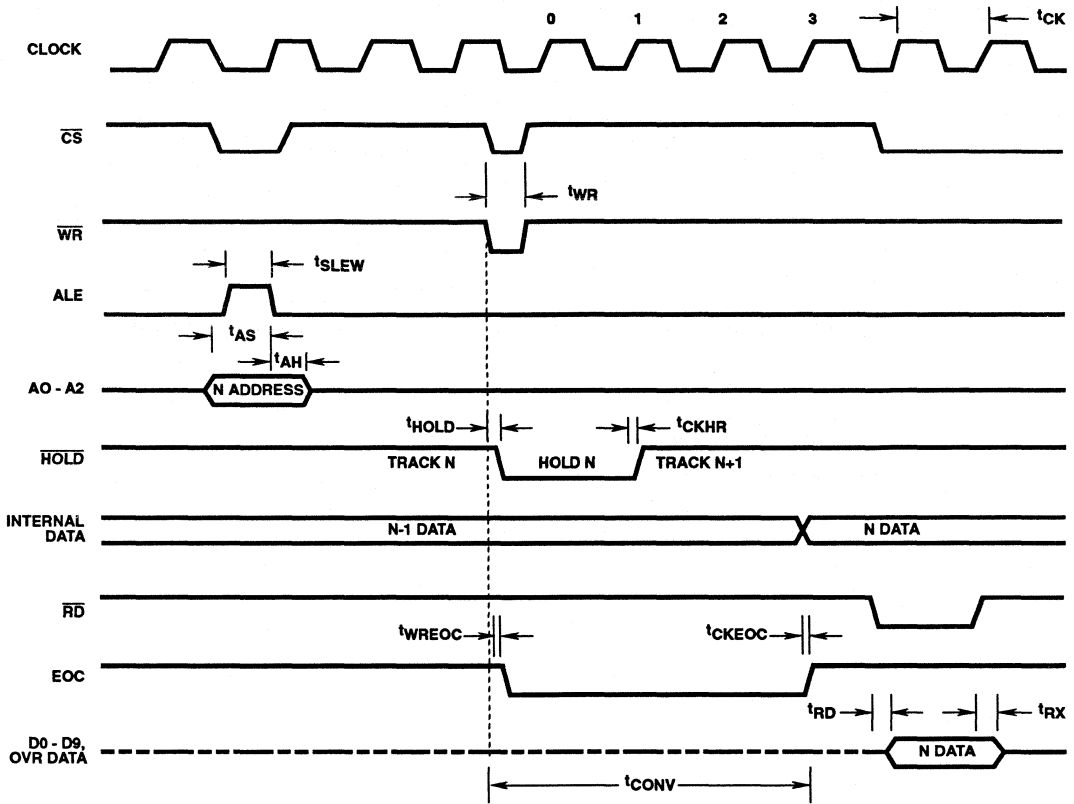 0 1 2 3 tCK
CLOCK
CS
tWR
WR
tSLEW
ALE
tAS
tAH
AO - A2 N ADDRESS
tHOLD tCKHR
HOLD TRACK N HOLD N TRACK N+1
INTERNAL
DATA N-1 DATA N DATA
RD
tWREOC tCKEOC
EOC
tRD tRX
D0 - D9,
OVR DATA N DATA
tCONV